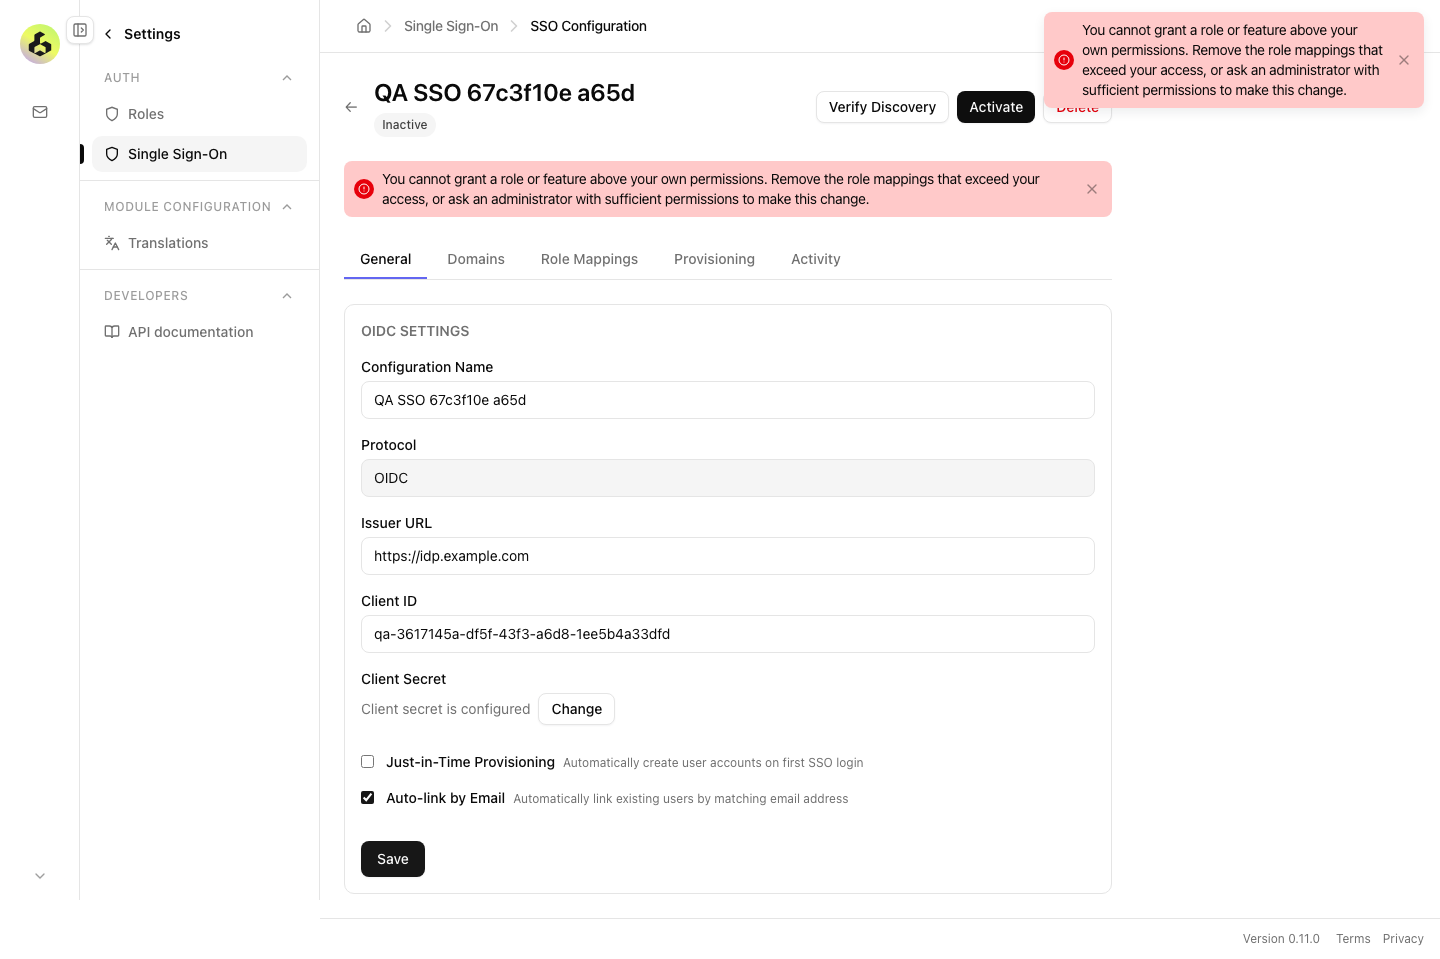 Settings
AUTH
Roles
Single Sign-On
MODULE CONFIGURATION
Translations
DEVELOPERS
API documentation
Single Sign-On
SSO Configuration
You cannot grant a role or feature above your
own permissions. Remove the role mappings that
exceed your access, or ask an administrator with
sufficient permissions to make this change.
QA SSO 67c3f10e a65d
Inactive
Verify Discovery
Activate
Delete
You cannot grant a role or feature above your own permissions. Remove the role mappings that exceed your
access, or ask an administrator with sufficient permissions to make this change.
General
Domains
Role Mappings
Provisioning
Activity
OIDC SETTINGS
Configuration Name
QA SSO 67c3f10e a65d
Protocol
OIDC
Issuer URL
https://idp.example.com
Client ID
qa-3617145a-df5f-43f3-a6d8-1ee5b4a33dfd
Client Secret
Client secret is configured
Change
Just-in-Time Provisioning Automatically create user accounts on first SSO login
Auto-link by Email Automatically link existing users by matching email address
Save
Version 0.11.0
Terms
Privacy